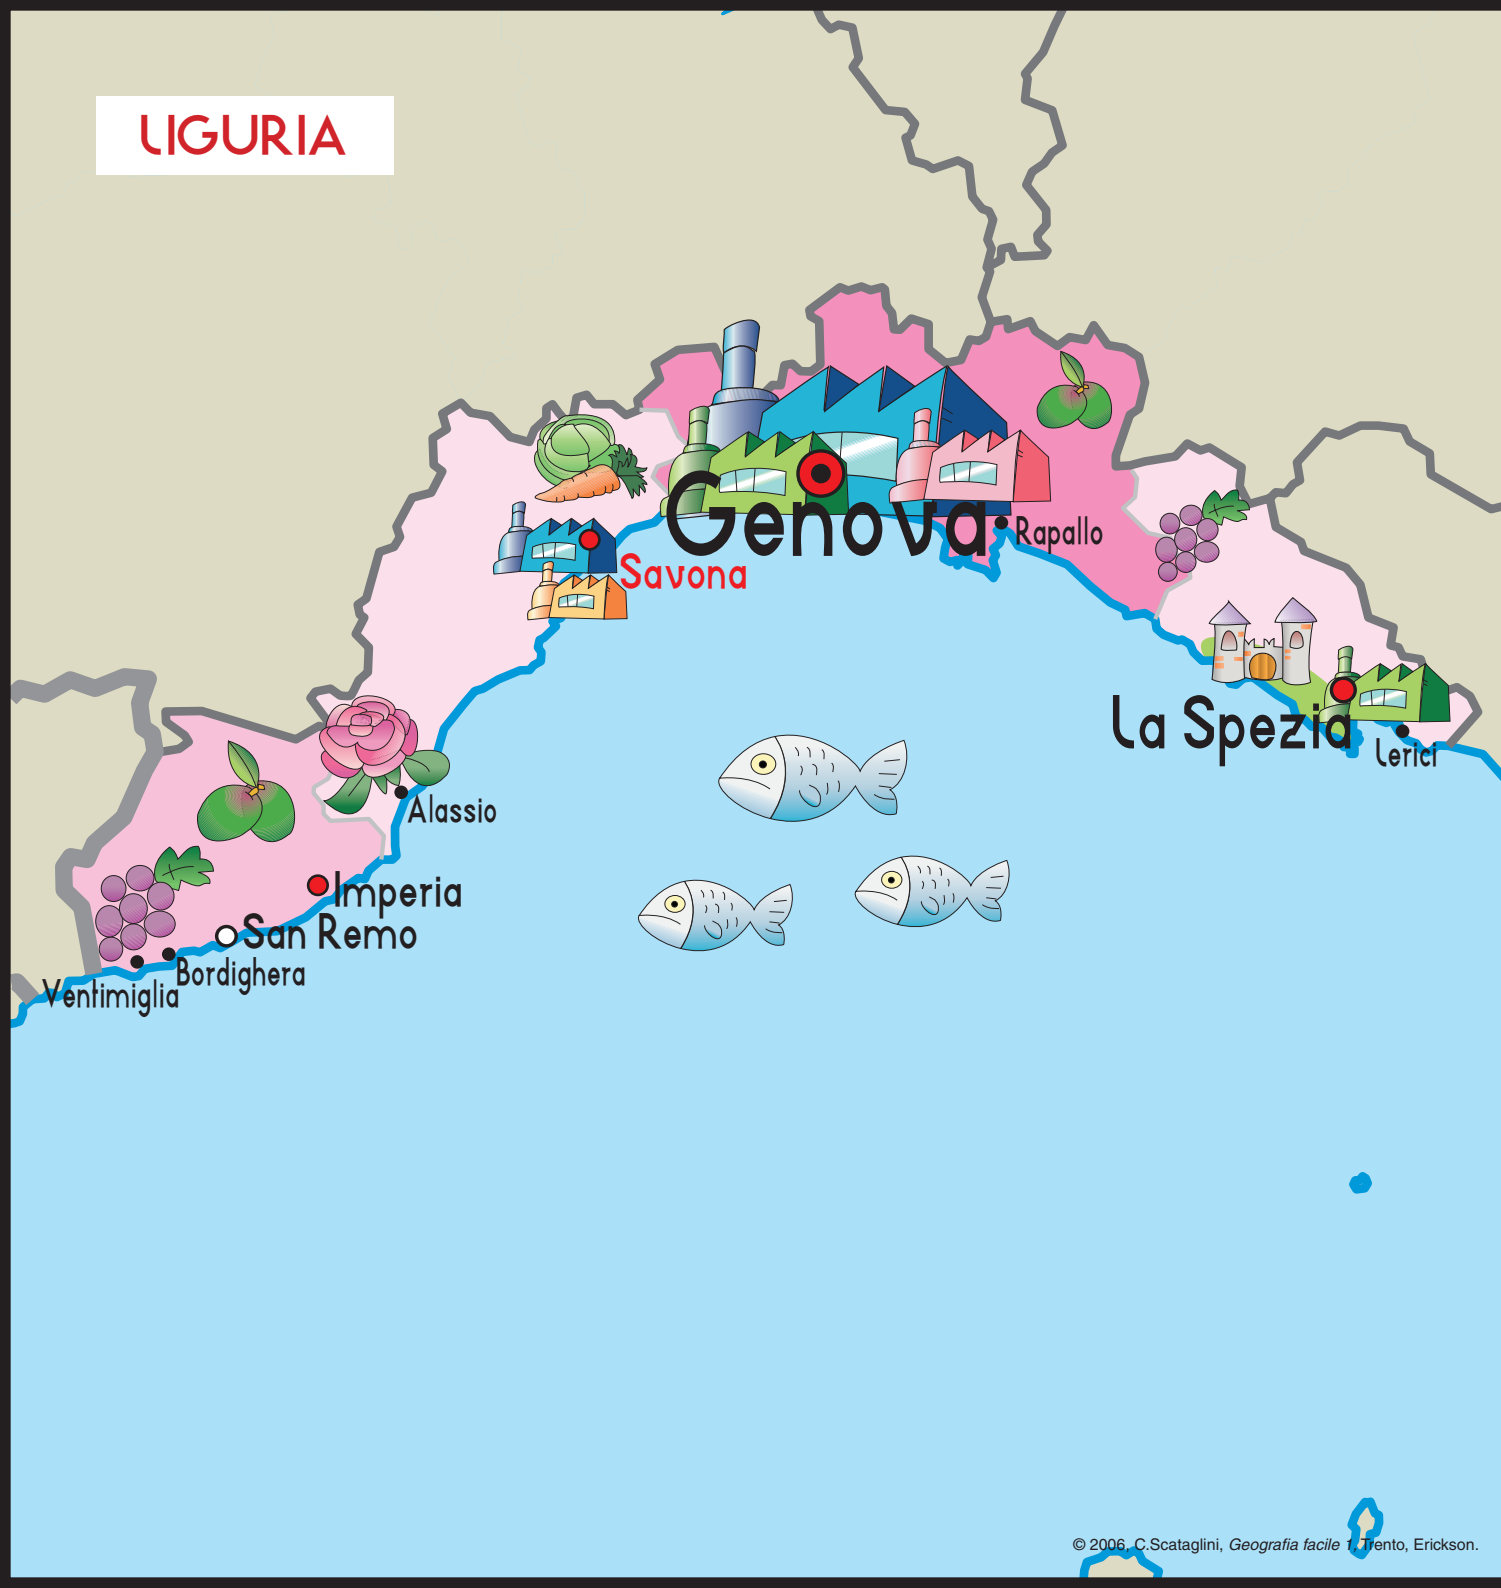 LIGURIA
Genova
Rapallo
Savona
La Spezia
Lerici
Alassio
Imperia
San Remo
Bordighera
Ventimiglia
© 2006, C.Scataglini, Geografia facile 1, Trento, Erickson.